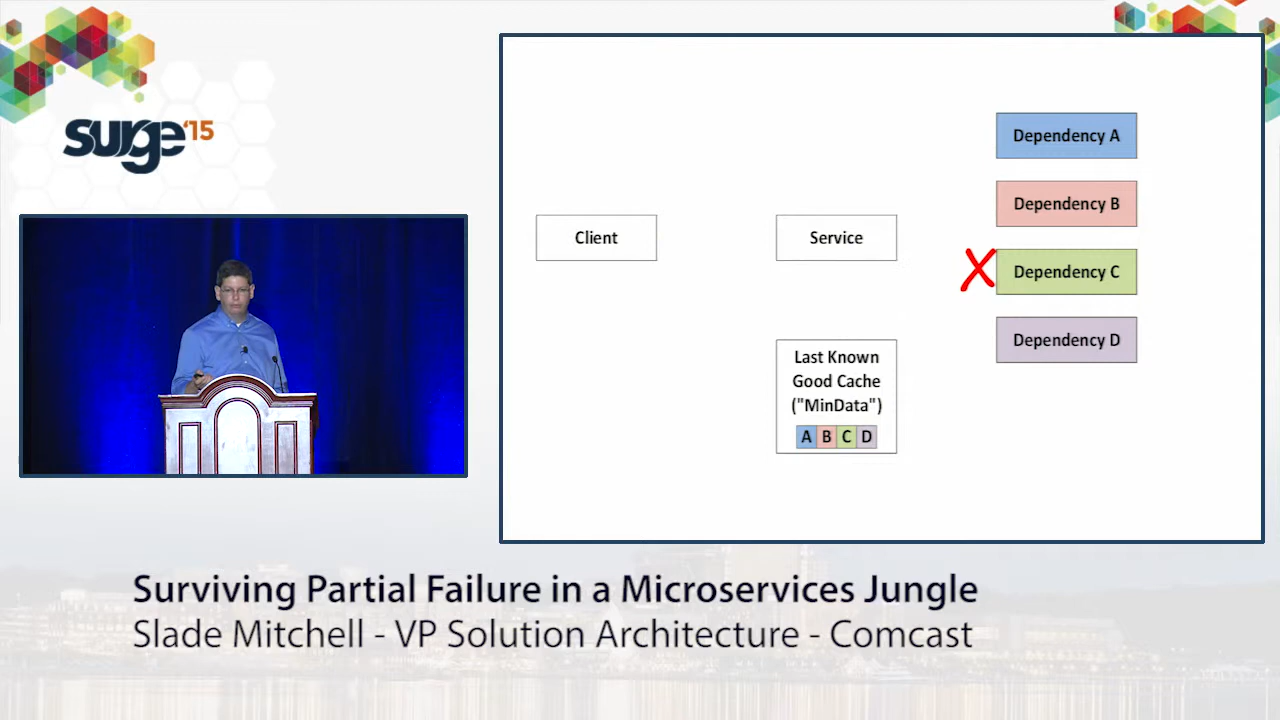 surge '15
Dependency A
Dependency B
Client
Service
Dependency C
X
Dependency D
Last Known
Good Cache
("MinData")
A B C D
Surviving Partial Failure in a Microservices Jungle
Slade Mitchell - VP Solution Architecture - Comcast